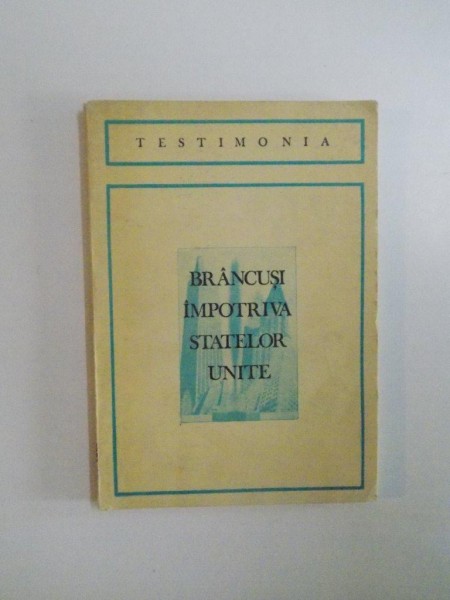 TESTIMONIA
BRÂNCUȘI
ÎMPOTRIVA
STATELOR
UNITE